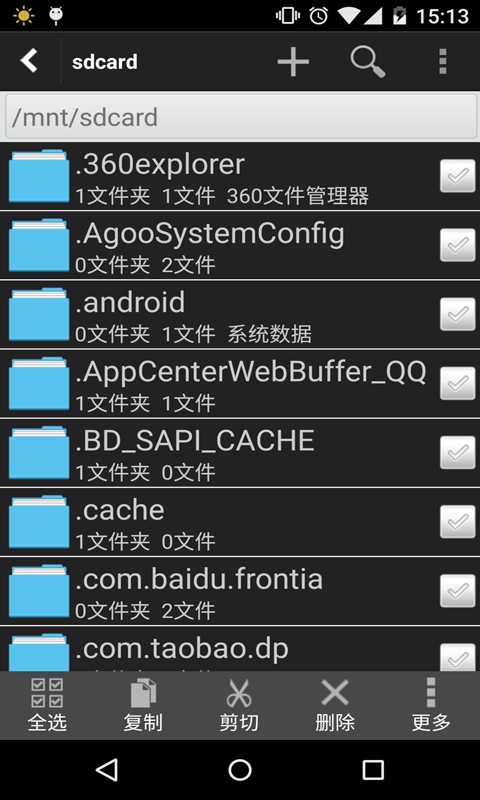 15:13
sdcard
/mnt/sdcard
.360explorer
1文件夹 1文件 360文件管理器
.AgooSystemConfig
0文件夹 2文件
.android
0文件夹 1文件 系统数据
.AppCenterWebBuffer_QQ
1文件夹 1文件
.BD_SAPI_CACHE
1文件夹 0文件
.cache
1文件夹 0文件
.com.baidu.frontia
0文件夹 2文件
.com.taobao.dp
全选 复制 剪切 删除 更多